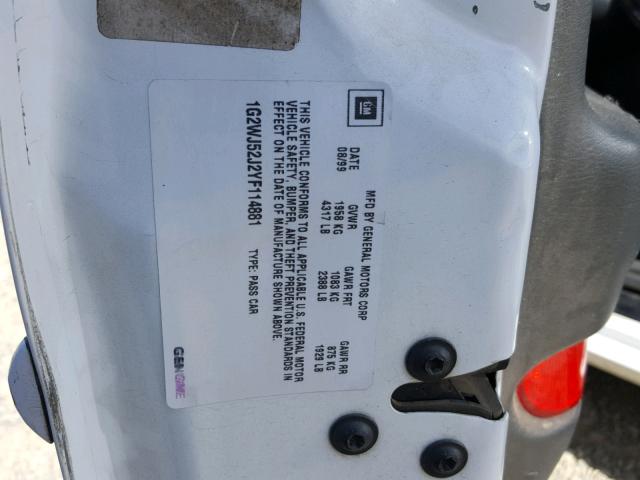 GM
MFD BY GENERAL MOTORS CORP
DATE GVWR GAWR FRT GAWR RR
08/99 1958 KG 1083 KG 875 KG
4317 LB 2388 LB 1929 LB
THIS VEHICLE CONFORMS TO ALL APPLICABLE U.S. FEDERAL MOTOR
VEHICLE SAFETY, BUMPER, AND THEFT PREVENTION STANDARDS IN
EFFECT ON THE DATE OF MANUFACTURE SHOWN ABOVE.
1G2WJ52J2YF114881 TYPE: PASS CAR